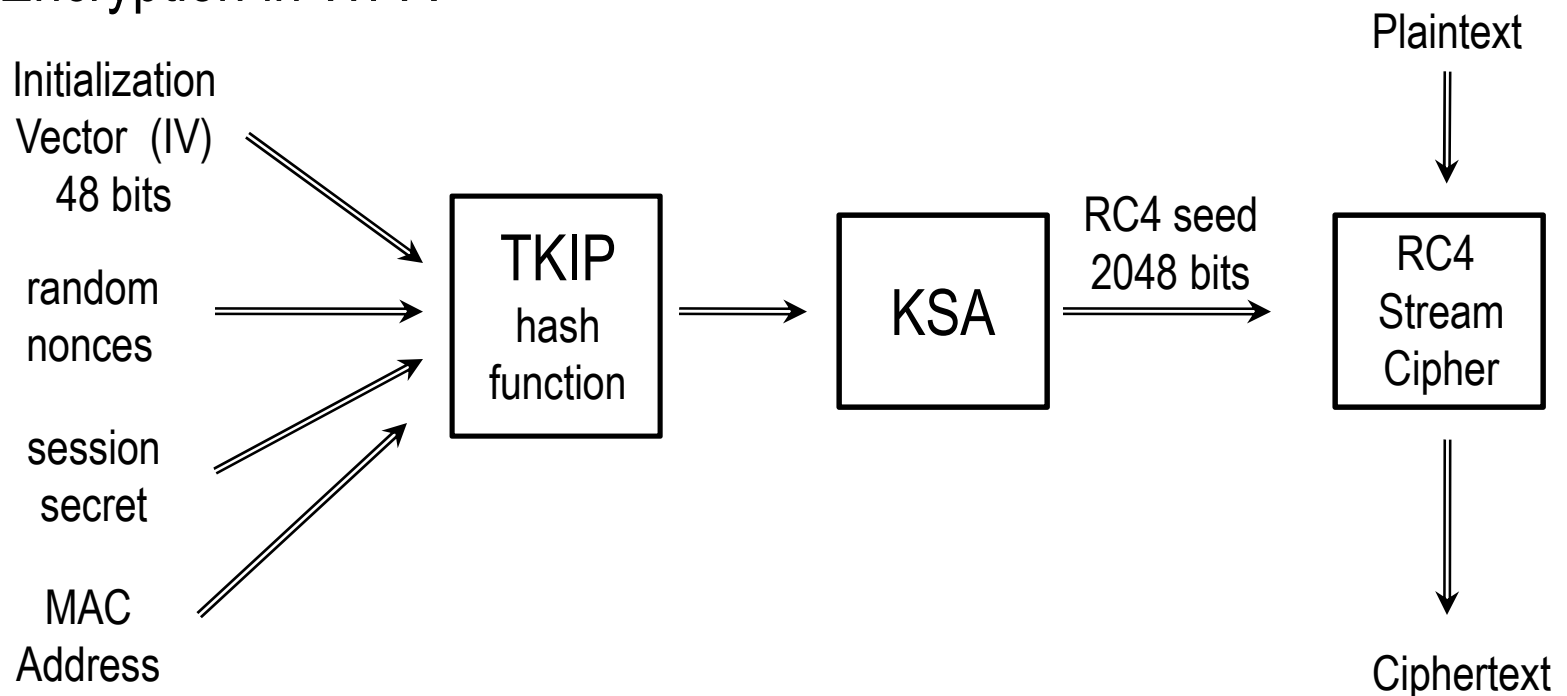 Initialization
Vector (IV)
48 bits
random
nonces
session
secret
MAC
Address
TKIP
hash
function
KSA
RC4 seed
2048 bits
Plaintext
RC4
Stream
Cipher
Ciphertext